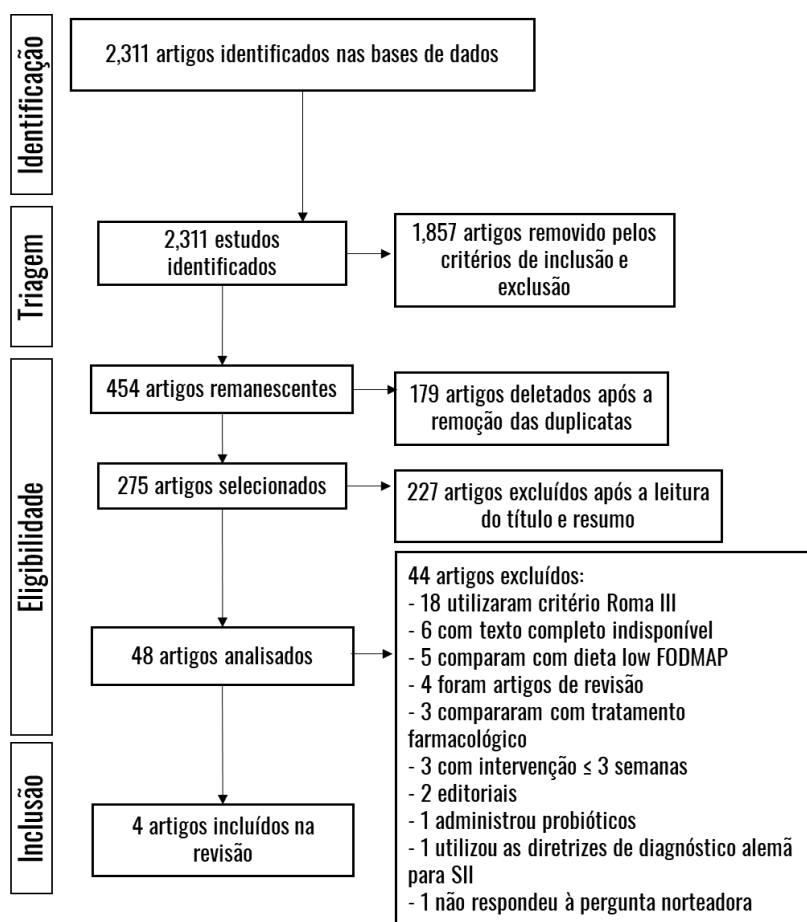 Identificação
2,311 artigos identificados nas bases de dados
Triagem
2,311 estudos
identificados
1,857 artigos removido pelos
critérios de inclusão e
exclusão
Eligibilidade
454 artigos remanescentes
179 artigos deletados após a
remoção das duplicatas
275 artigos selecionados
227 artigos excluídos após a leitura
do título e resumo
48 artigos analisados
44 artigos excluídos:
- 18 utilizaram critério Roma III
- 6 com texto completo indisponível
- 5 comparam com dieta low FODMAP
- 4 foram artigos de revisão
- 3 compararam com tratamento
farmacológico
- 3 com intervenção ≤ 3 semanas
- 2 editoriais
- 1 administrou probióticos
- 1 utilizou as diretrizes de diagnóstico alemã
para SII
- 1 não respondeu à pergunta norteadora
Inclusão
4 artigos incluídos na
revisão